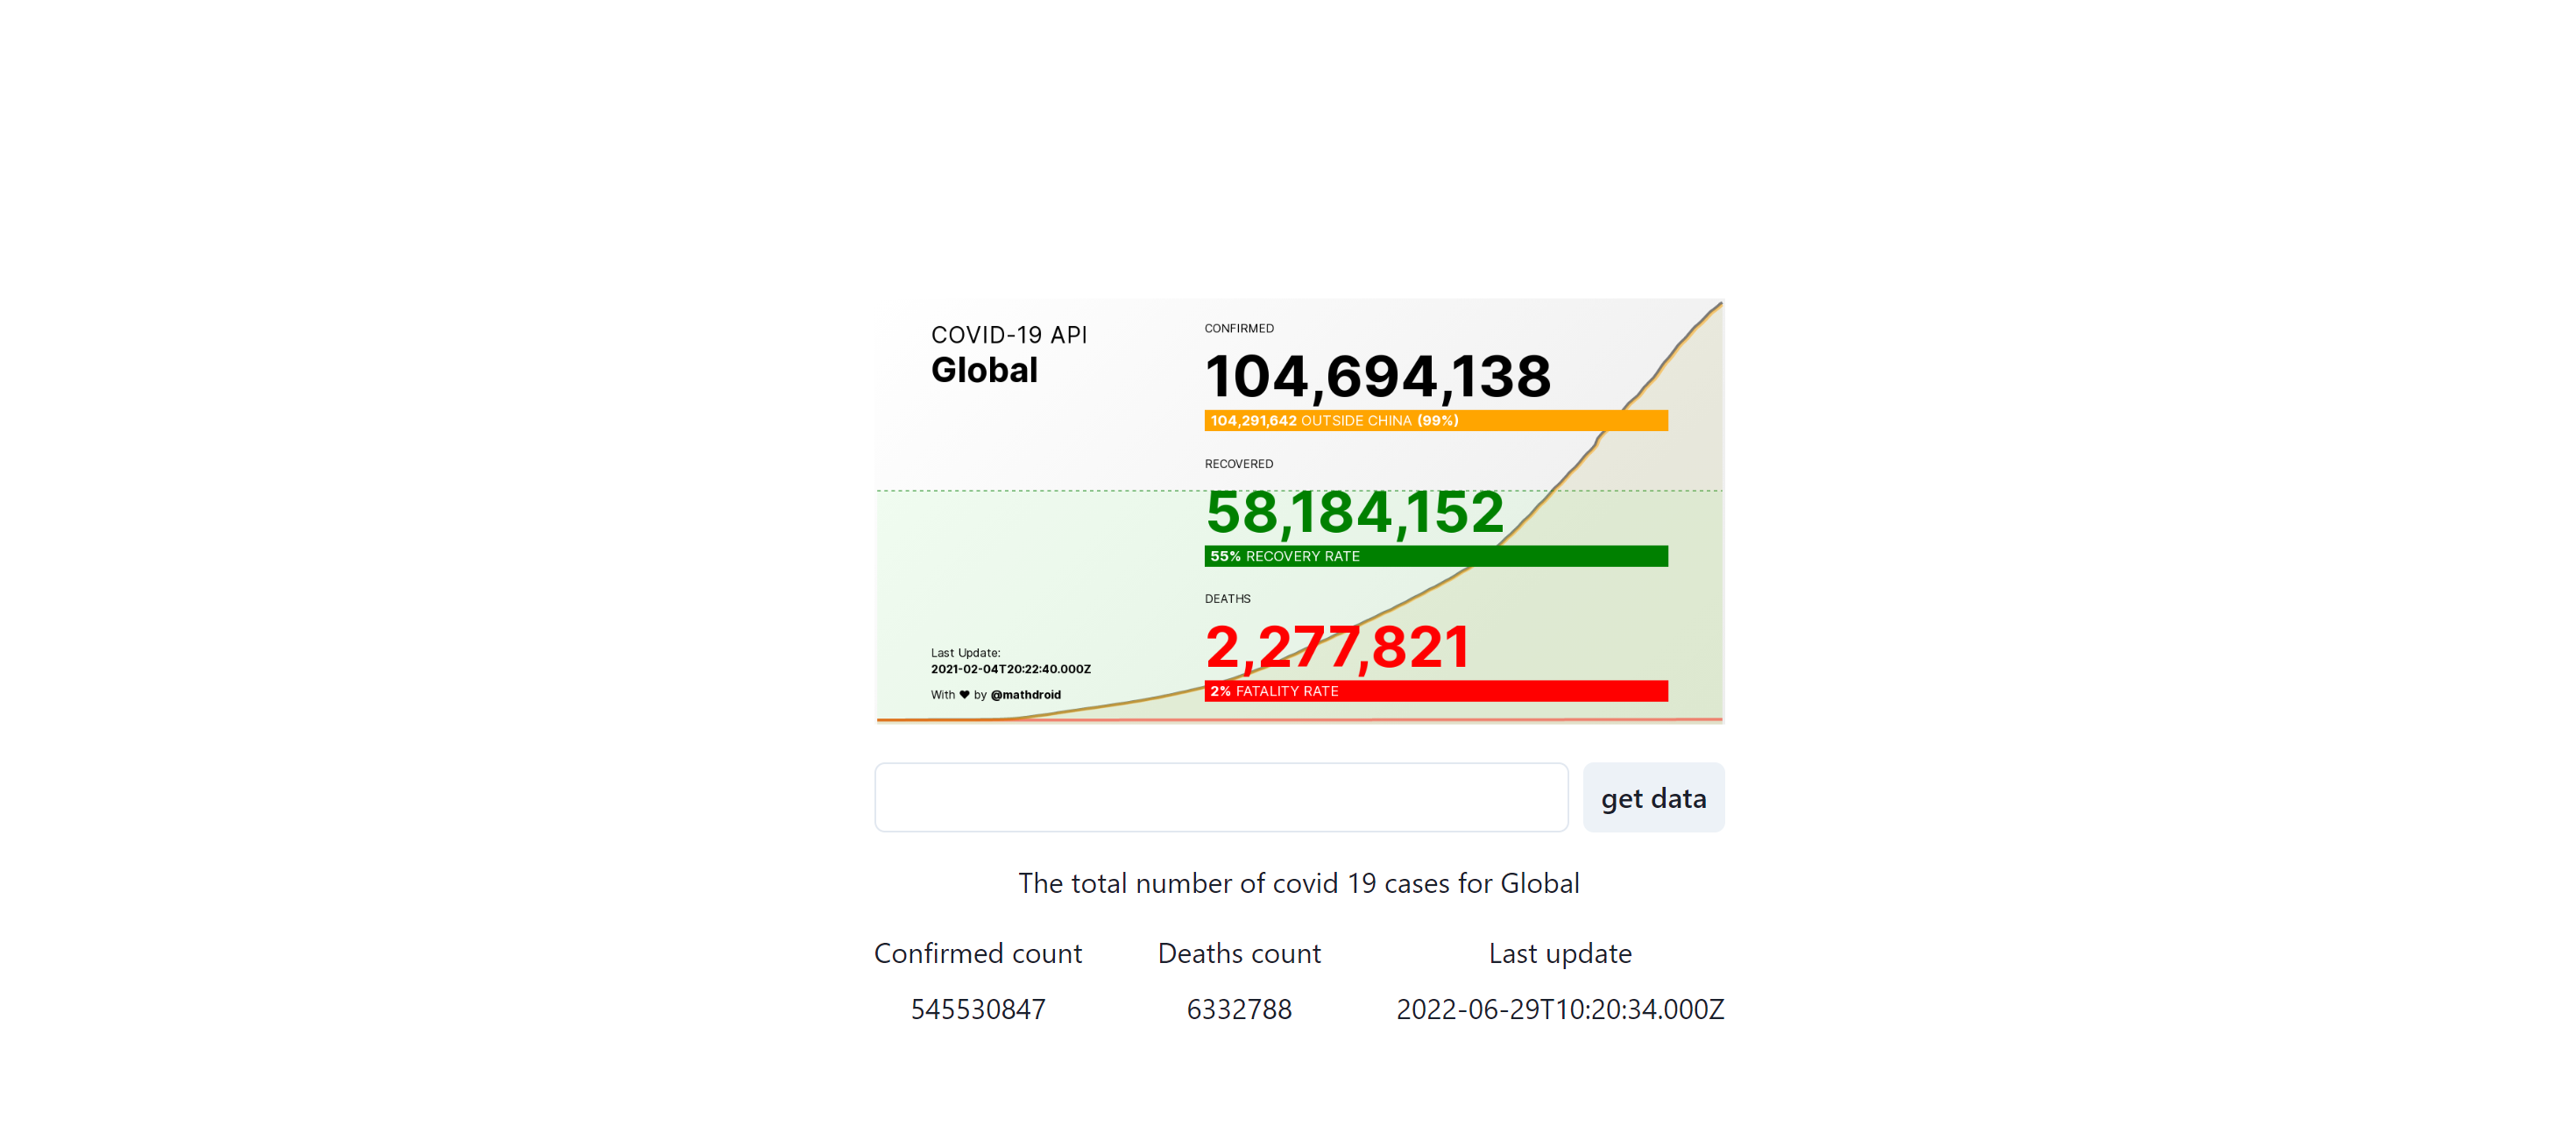 COVID-19 API
Global
CONFIRMED
104,694,138
104,291,642 OUTSIDE CHINA (99%)
RECOVERED
58,184,152
55% RECOVERY RATE
DEATHS
2,277,821
2% FATALITY RATE
Last Update:
2021-02-04T20:22:40.000Z
With ♥ by @mathdroid
get data
The total number of covid 19 cases for Global
Confirmed count Deaths count Last update
545530847 6332788 2022-06-29T10:20:34.000Z